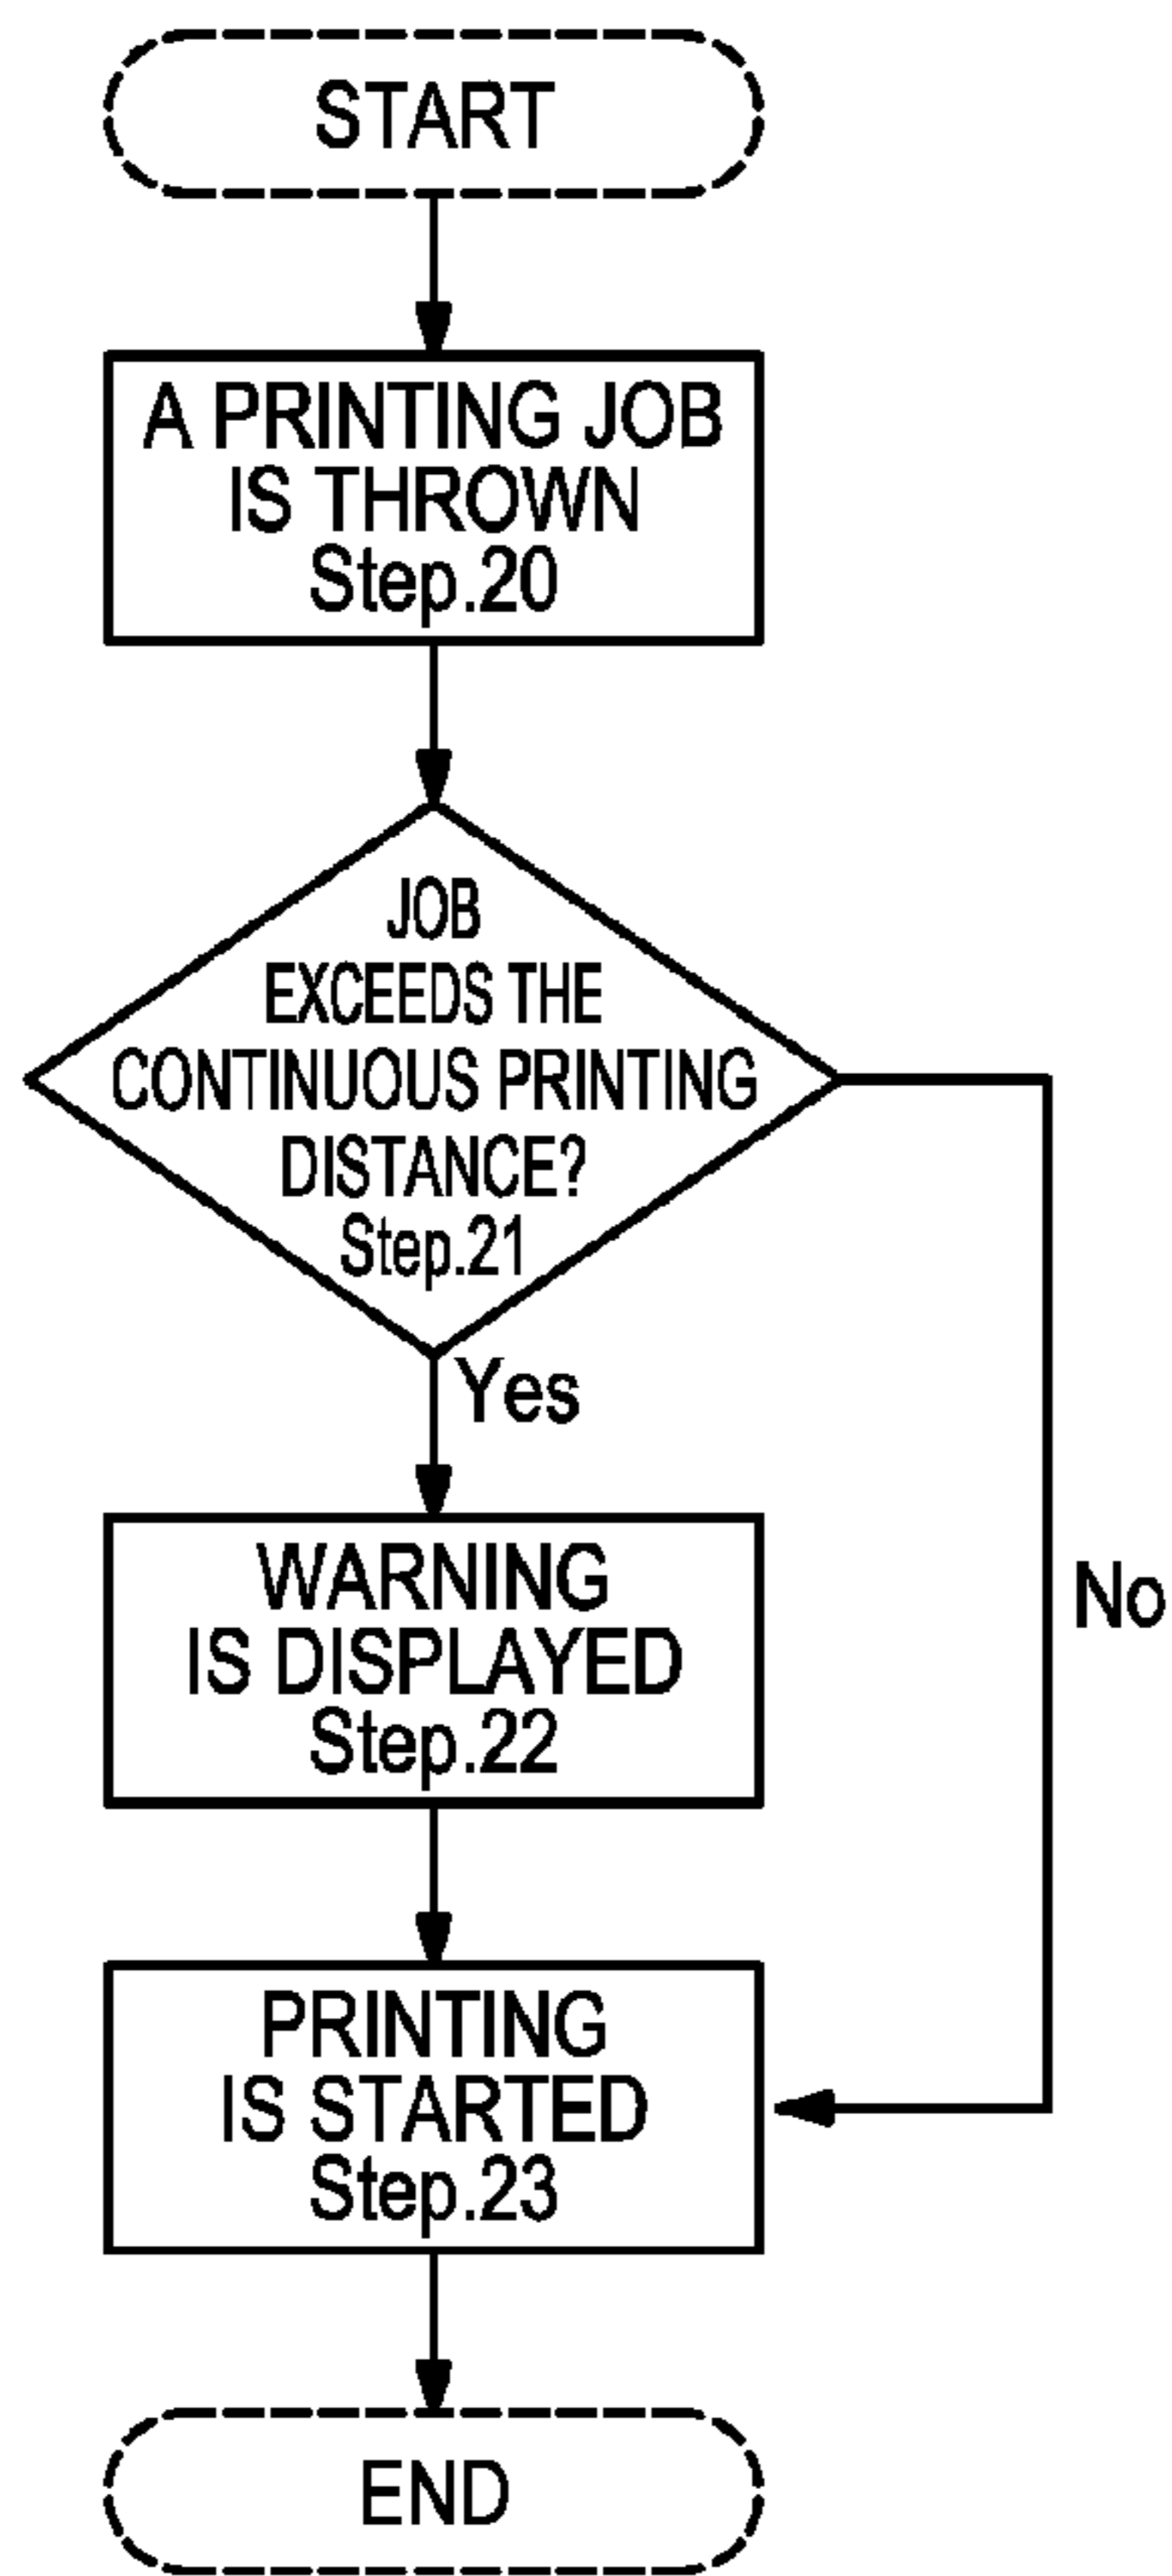 START
A PRINTING JOB
IS THROWN
Step.20
JOB
EXCEEDS THE
CONTINUOUS PRINTING
DISTANCE?
Step.21
Yes
WARNING
IS DISPLAYED
Step.22
No
PRINTING
IS STARTED
Step.23
END